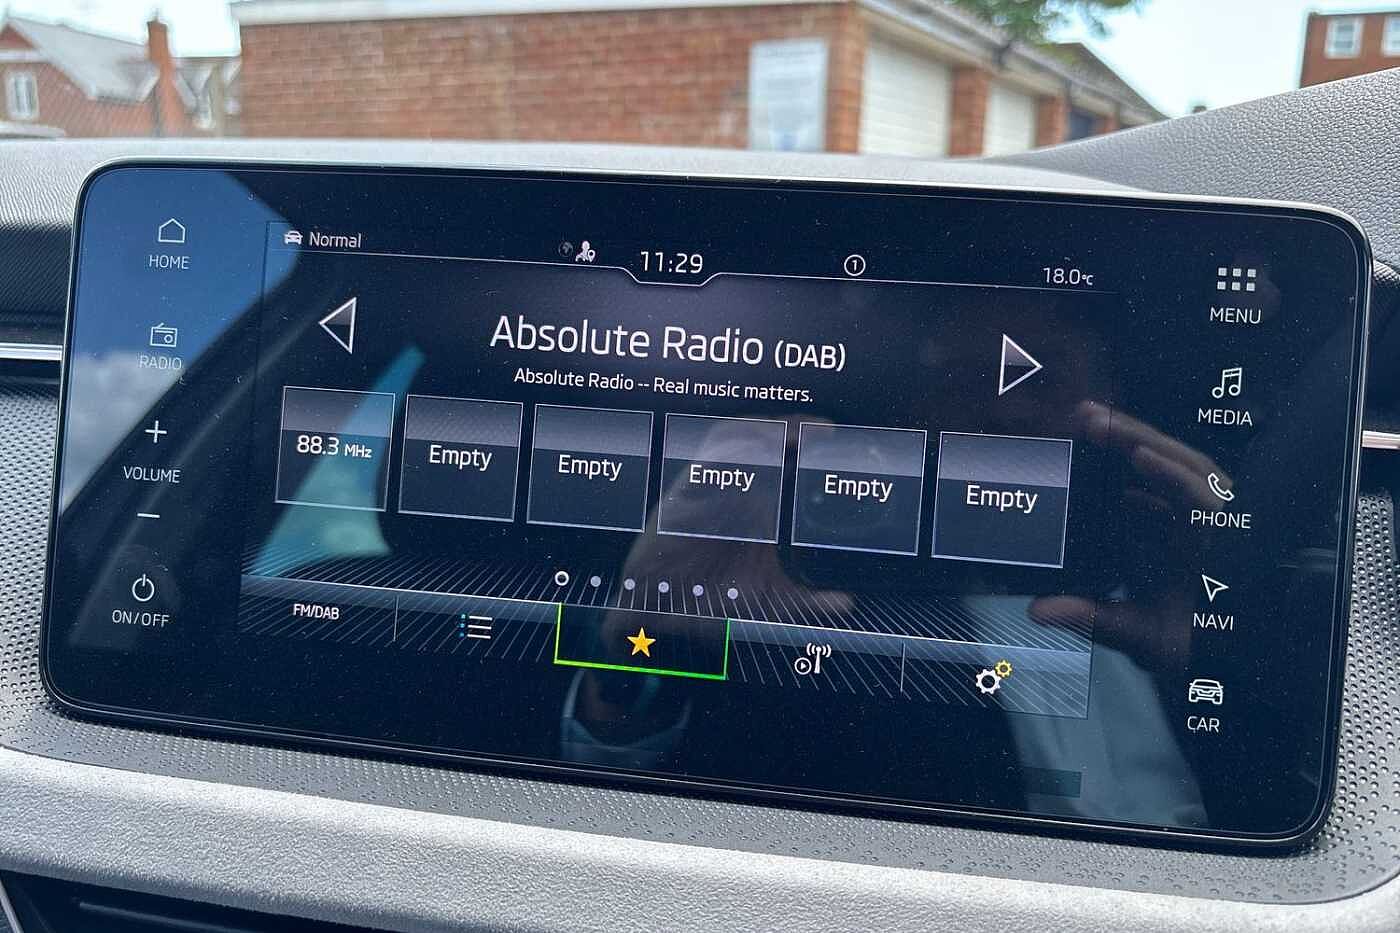 HOME
RADIO
VOLUME
ON/OFF
Normal
11:29
1
18.0°C
Absolute Radio (DAB)
Absolute Radio -- Real music matters.
88.3 MHz
Empty
Empty
Empty
Empty
Empty
FM/DAB
MENU
MEDIA
PHONE
NAVI
CAR